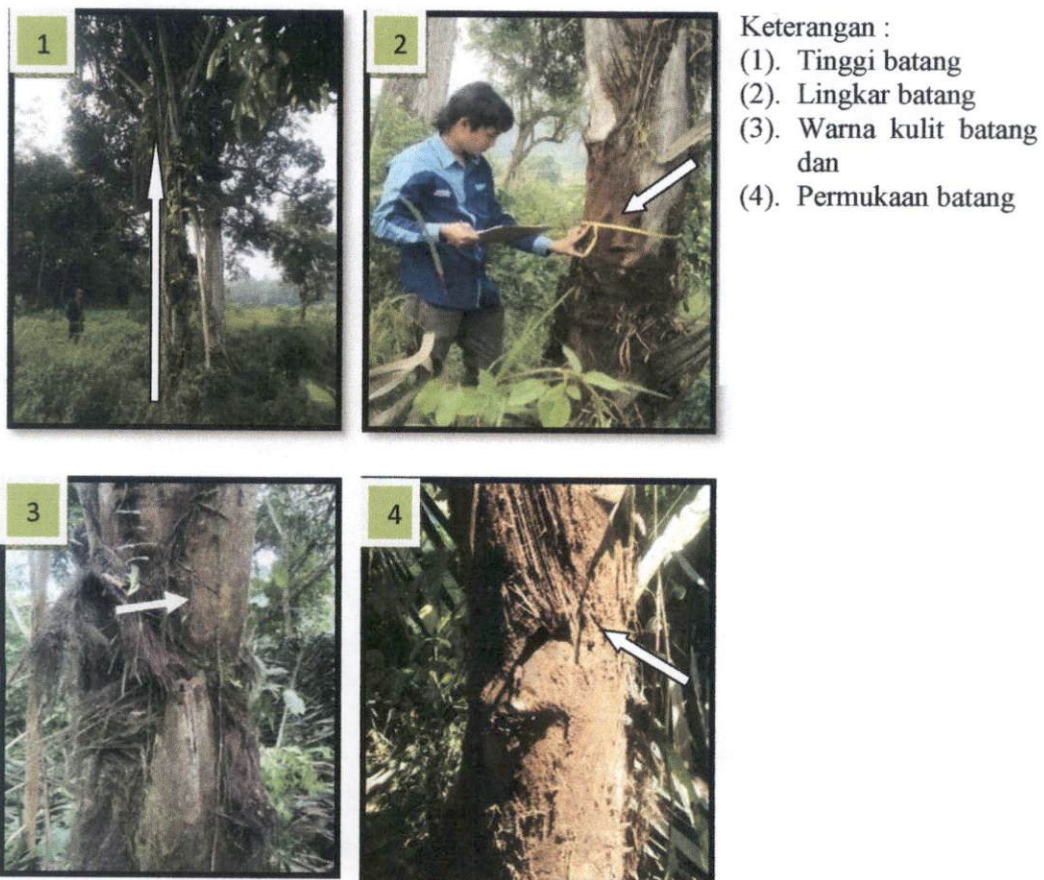 1
2
Keterangan :
(1). Tinggi batang
(2). Lingkar batang
(3). Warna kulit batang
dan
(4). Permukaan batang
3
4